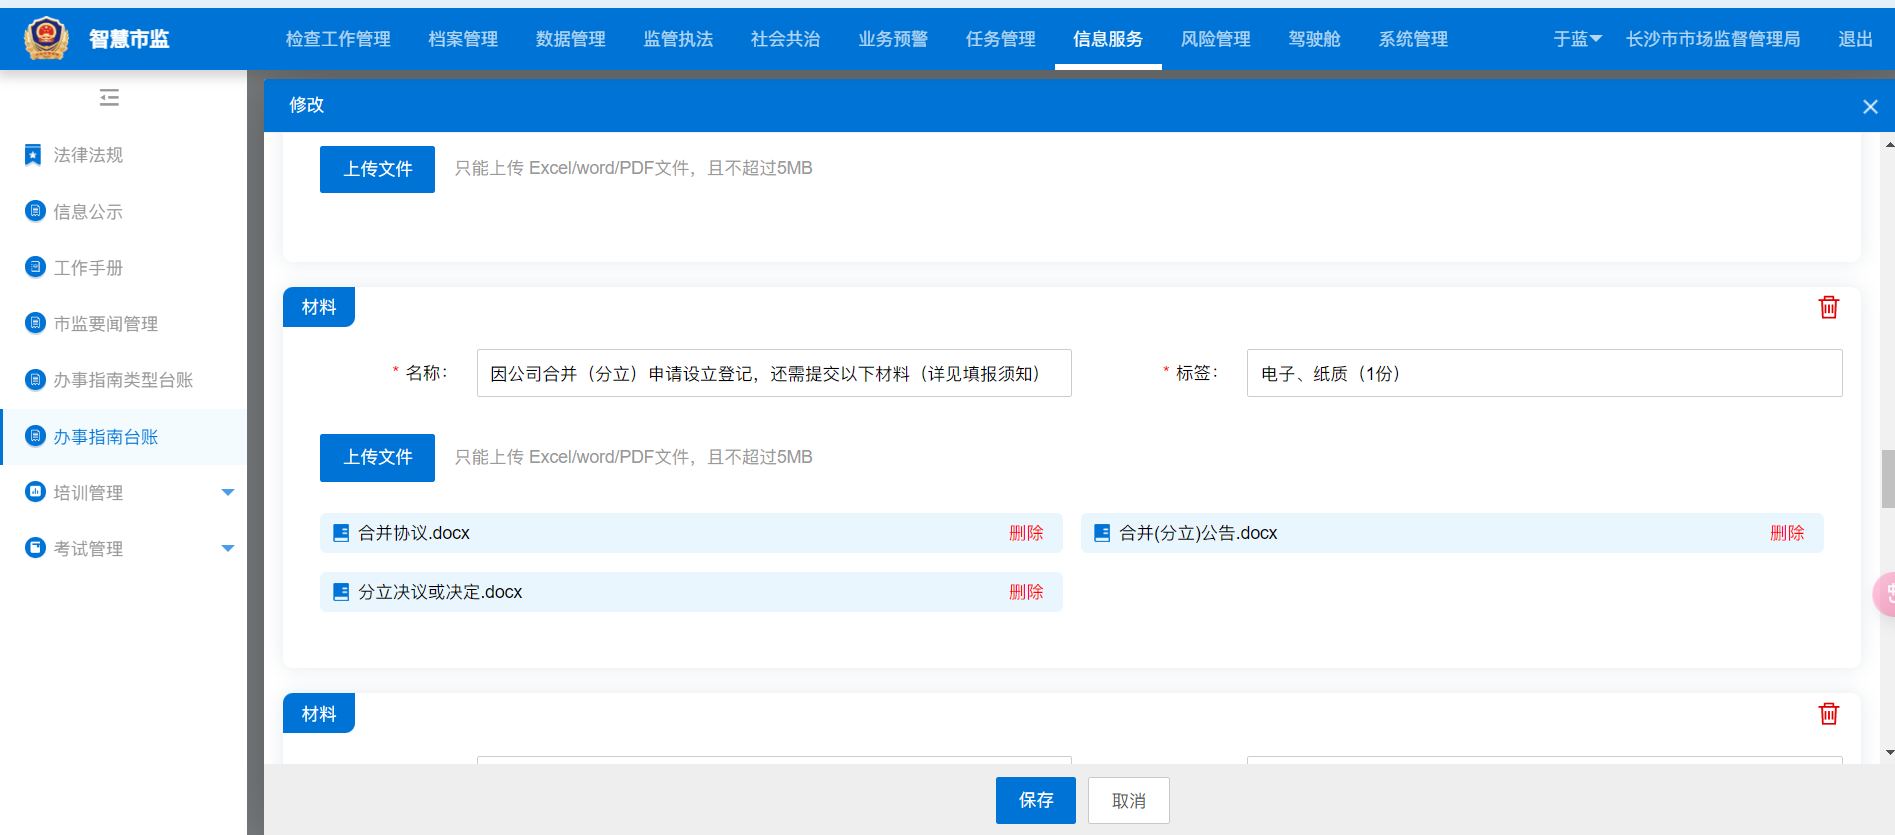 智慧市监
检查工作管理 档案管理 数据管理 监管执法 社会共治 业务预警 任务管理 信息服务 风险管理 驾驶舱 系统管理 于蓝 长沙市市场监督管理局 退出
法律法规
信息公示
工作手册
市监要闻管理
办事指南类型台账
办事指南台账
培训管理
考试管理
修改
上传文件 只能上传 Excel/word/PDF文件，且不超过5MB
材料
* 名称： 因公司合并（分立）申请设立登记，还需提交以下材料（详见填报须知） * 标签： 电子、纸质（1份）
上传文件 只能上传 Excel/word/PDF文件，且不超过5MB
合并协议.docx 删除 合并(分立)公告.docx 删除
分立决议或决定.docx 删除
材料
保存 取消